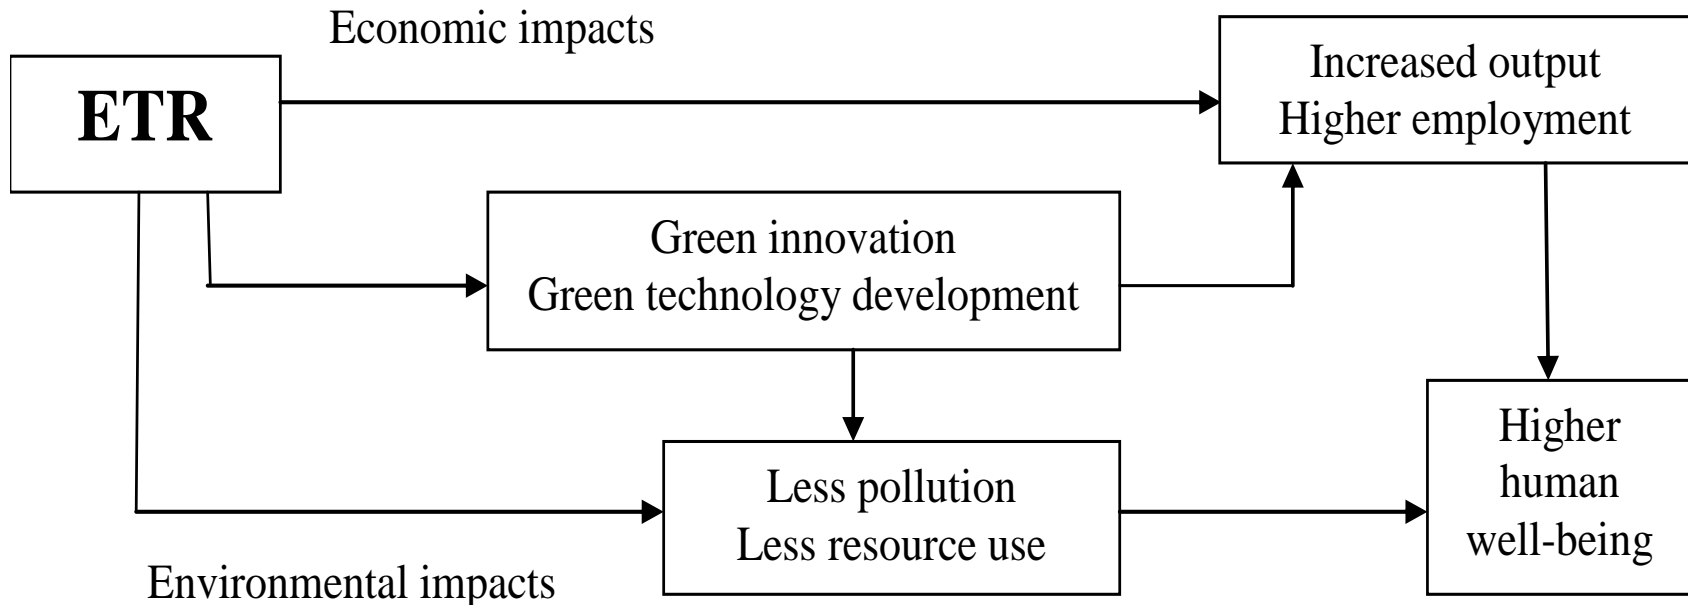 Economic impacts
ETR
Increased output
Higher employment
Green innovation
Green technology development
Less pollution
Less resource use
Higher
human
well-being
Environmental impacts